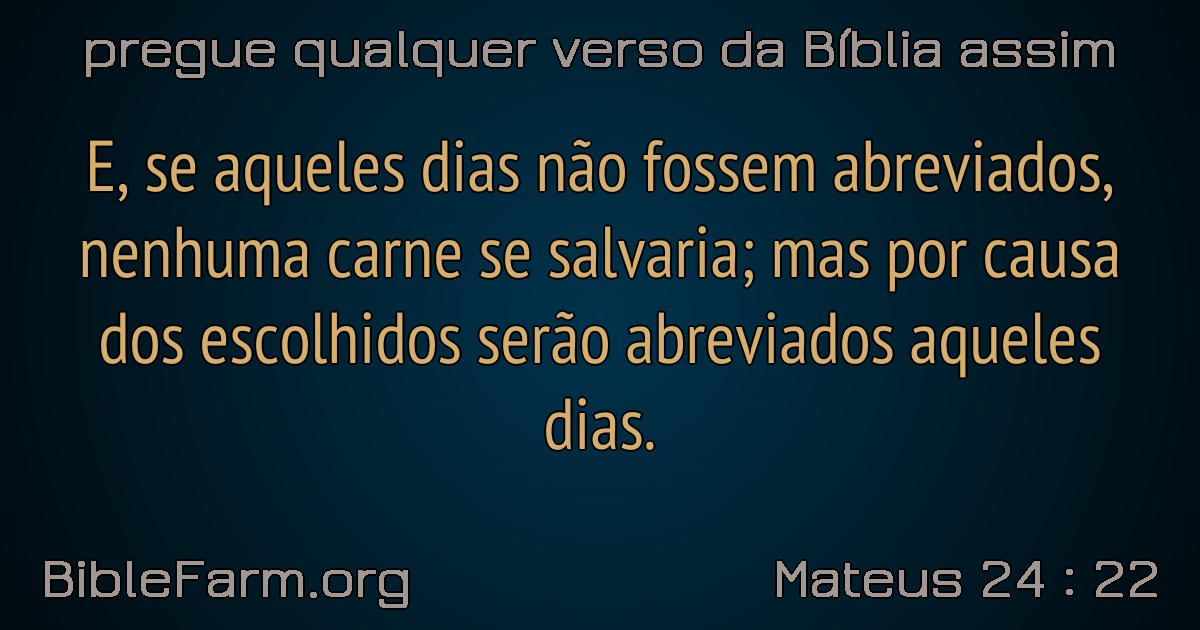 pregue qualquer verso da Bíblia assim
E, se aqueles dias não fossem abreviados,
nenhuma carne se salvaria; mas por causa
dos escolhidos serão abreviados aqueles
dias.
BibleFarm.org
Mateus 24 : 22